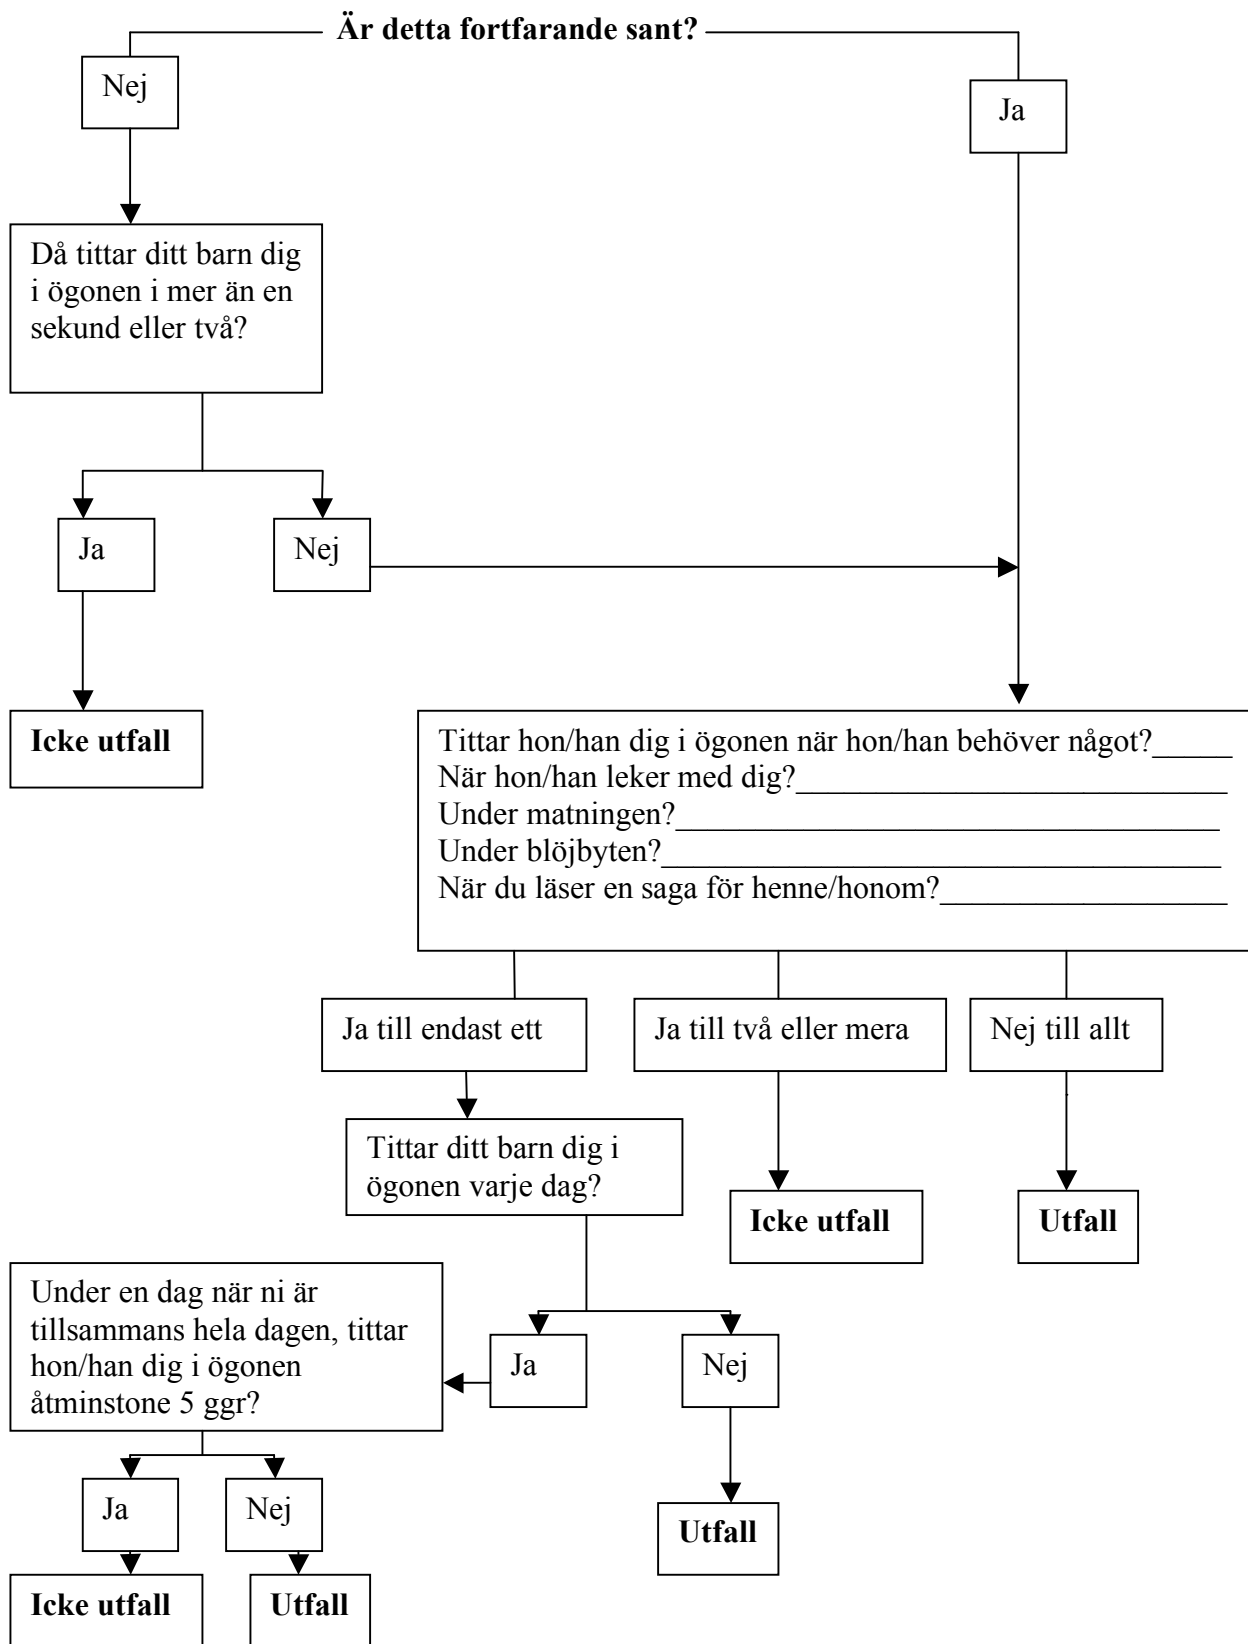 Är detta fortfarande sant?
Nej
Ja
Då tittar ditt barn dig
i ögonen i mer än en
sekund eller två?
Ja
Nej
Icke utfall
Tittar hon/han dig i ögonen när hon/han behöver något?_____
När hon/han leker med dig?___________________________
Under matningen?__________________________________
Under blöjbyten?___________________________________
När du läser en saga för henne/honom?__________________
Ja till endast ett
Ja till två eller mera
Nej till allt
Tittar ditt barn dig i
ögonen varje dag?
Icke utfall
Utfall
Under en dag när ni är
tillsammans hela dagen, tittar
hon/han dig i ögonen
åtminstone 5 ggr?
Ja
Nej
Ja
Nej
Utfall
Icke utfall
Utfall